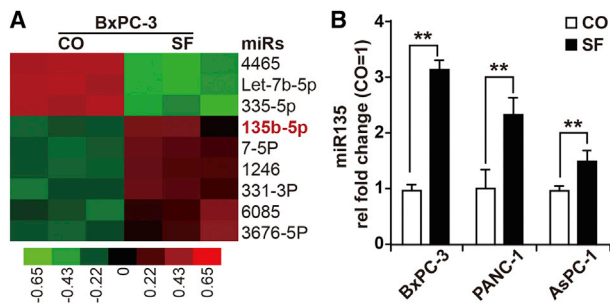 A
BxPC-3
CO SF miRs
4465
Let-7b-5p
335-5p
135b-5p
7-5P
1246
331-3P
6085
3676-5P
-0.65 -0.43 -0.22 0 0.22 0.43 0.65
B
CO SF
miR135
rel fold change (CO=1)
4
3
2
1
0
** ** **
BxPC-3 PANC-1 AsPC-1